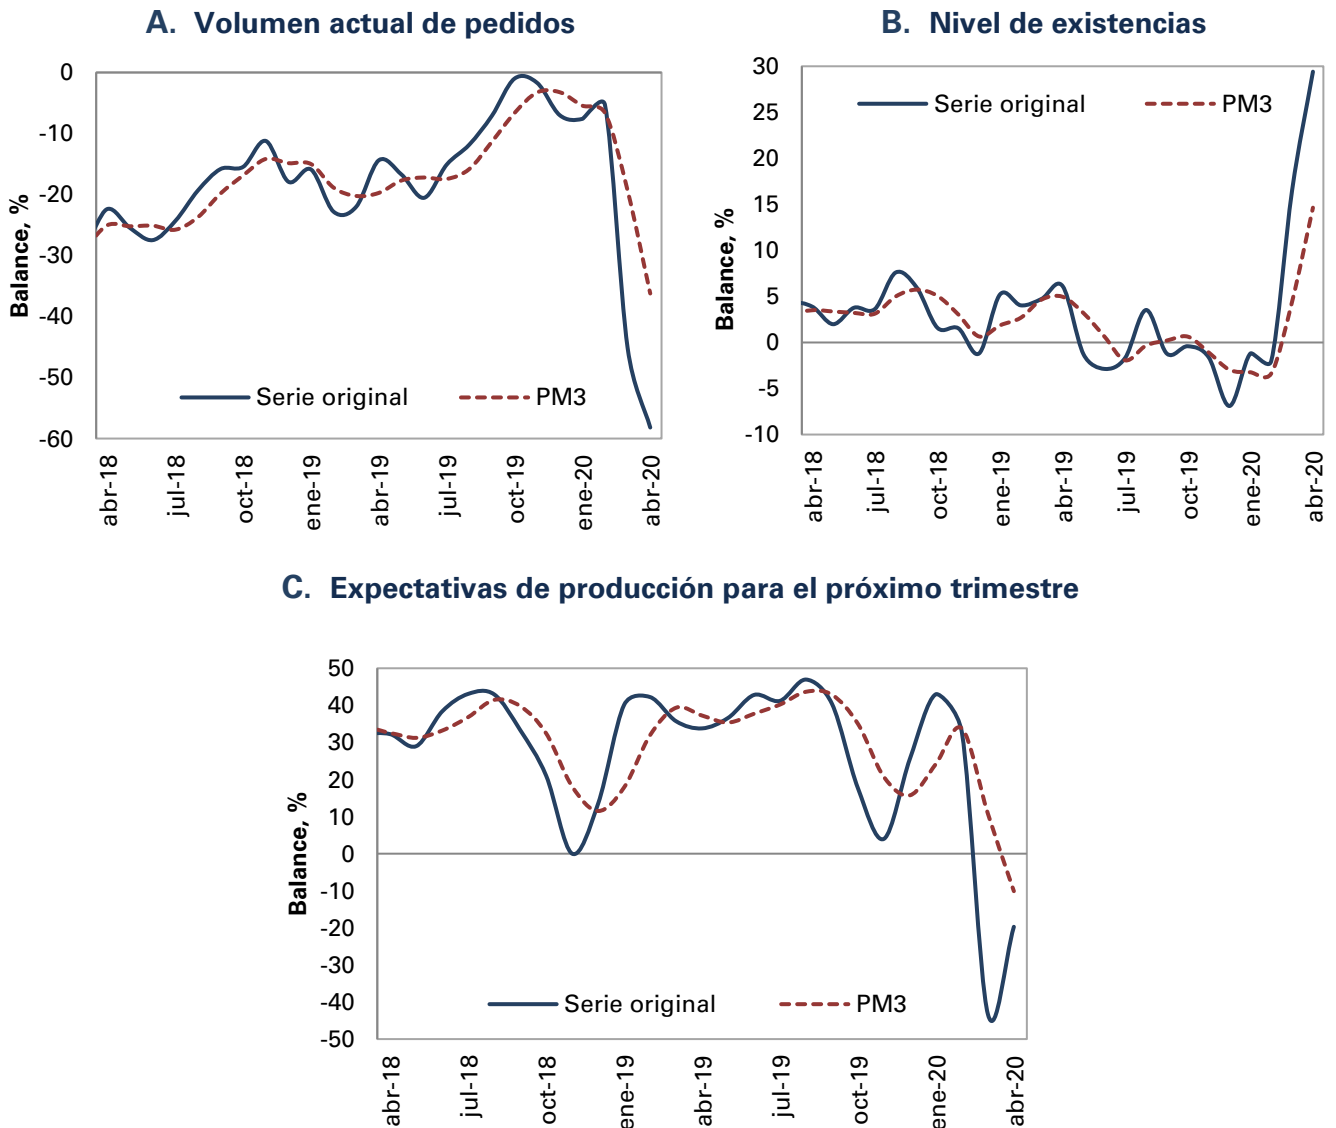 A. Volumen actual de pedidos
Balance, %
0
-10
-20
-30
-40
-50
-60
Serie original
PM3
abr-18
jul-18
oct-18
ene-19
abr-19
jul-19
oct-19
ene-20
abr-20
B. Nivel de existencias
Balance, %
30
25
20
15
10
5
0
-5
-10
Serie original
PM3
abr-18
jul-18
oct-18
ene-19
abr-19
jul-19
oct-19
ene-20
abr-20
C. Expectativas de producción para el próximo trimestre
Balance, %
50
40
30
20
10
0
-10
-20
-30
-40
-50
Serie original
PM3
abr-18
jul-18
oct-18
ene-19
abr-19
jul-19
oct-19
ene-20
abr-20